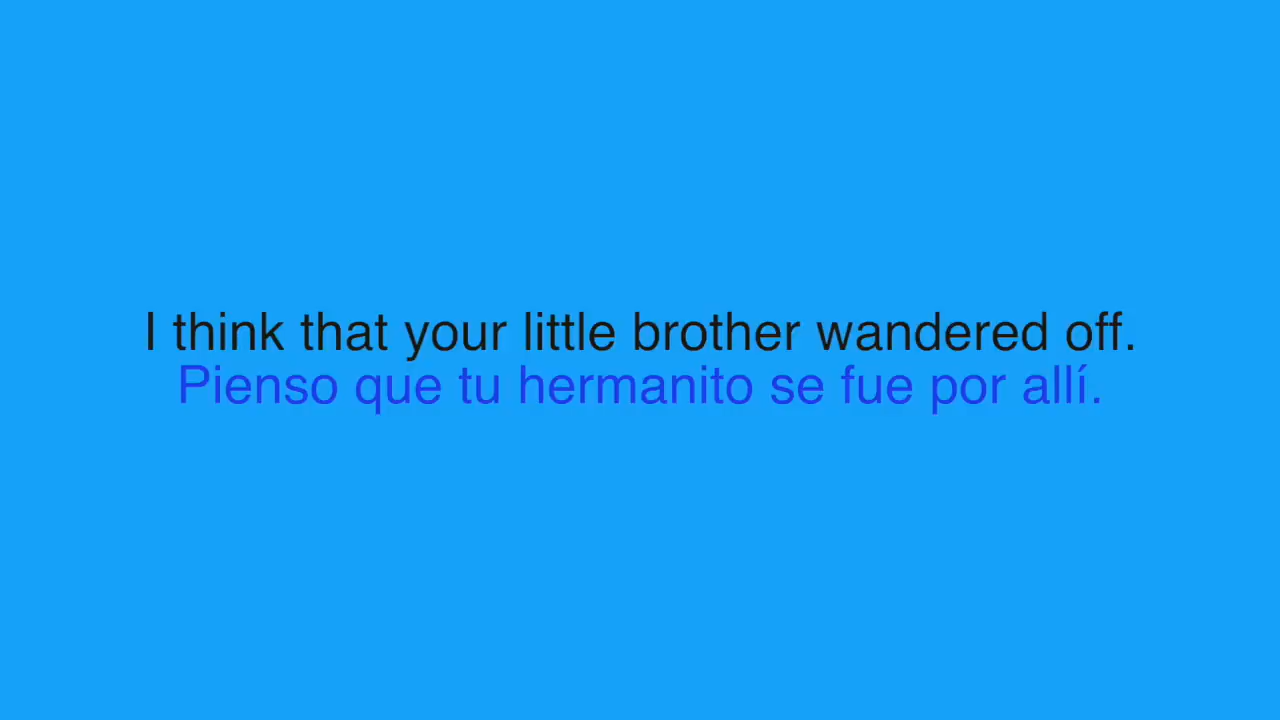 I think that your little brother wandered off.
Pienso que tu hermanito se fue por allí.